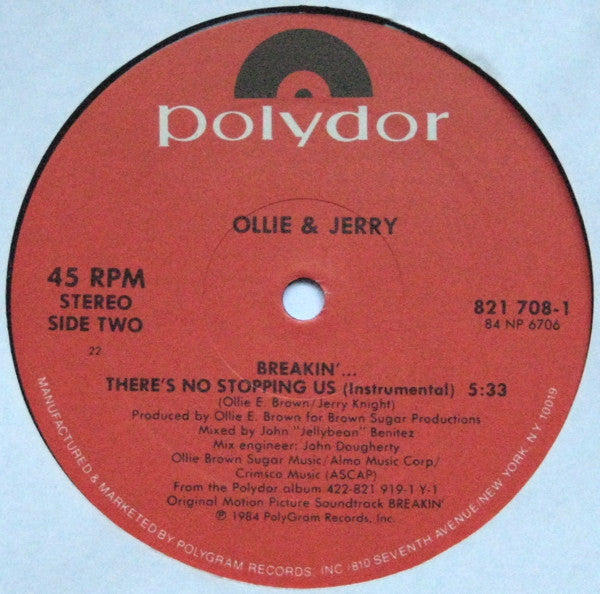 polydor
OLLIE & JERRY
45 RPM
STEREO
SIDE TWO
22
821 708-1
84 NP 6706
BREAKIN'...
THERE'S NO STOPPING US (Instrumental) 5:33
(Ollie E. Brown/Jerry Knight)
Produced by Ollie E. Brown for Brown Sugar Productions
Mixed by John "Jellybean" Benitez
Mix engineer: John Dougherty
Ollie Brown Sugar Music/Almo Music Corp/
Crimsco Music (ASCAP)
From the Polydor album 422-821 919-1 Y-1
Original Motion Picture Soundtrack BREAKIN'
℗ 1984 PolyGram Records, Inc.
MANUFACTURED & MARKETED BY POLYGRAM RECORDS, INC /810 SEVENTH AVENUE/NEW YORK, N.Y. 10019